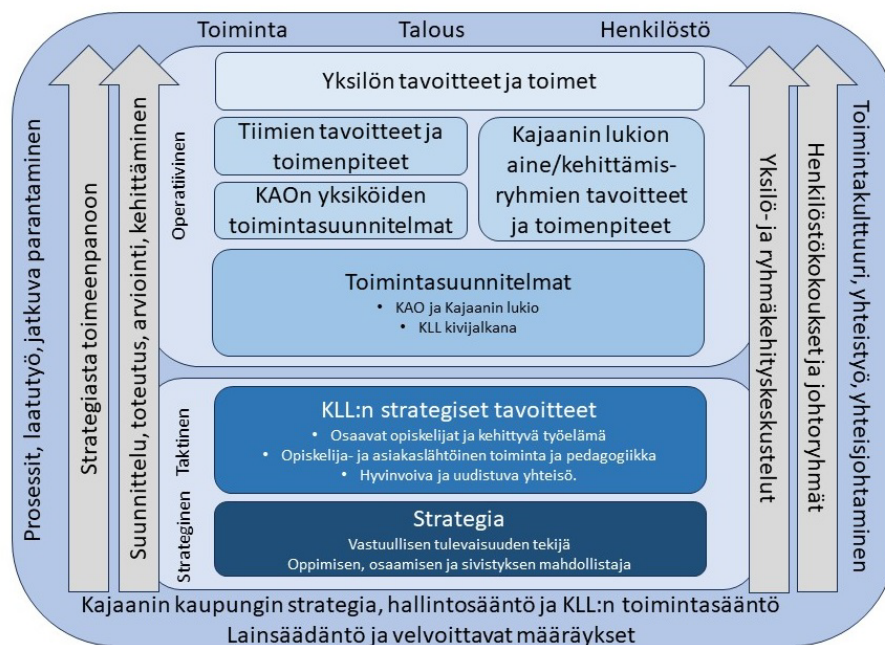 Toiminta Talous Henkilöstö
Prosessit, laatutyö, jatkuva parantaminen
Strategiasta toimeenpanoon
Suunnittelu, toteutus, arviointi, kehittäminen
Operatiivinen
Yksilön tavoitteet ja toimet
Tiimien tavoitteet ja
toimenpiteet
KAOn yksiköiden
toimintasuunnitelmat
Kajaanin lukion
aine/kehittämis-
ryhmien tavoitteet
ja toimenpiteet
Toimintasuunnitelmat
• KAO ja Kajaanin lukio
• KLL kivijalkana
Taktinen
KLL:n strategiset tavoitteet
• Osaavat opiskelijat ja kehittyvä työelämä
• Opiskelija- ja asiakaslähtöinen toiminta ja pedagogiikka
• Hyvinvoiva ja uudistuva yhteisö.
Strateginen
Strategia
Vastuullisen tulevaisuuden tekijä
Oppimisen, osaamisen ja sivistyksen mahdollistaja
Yksilö- ja ryhmäkehityskeskustelut
Henkilöstökokoukset ja johtoryhmät
Toimintakulttuuri, yhteistyö, yhteisjohtaminen
Kajaanin kaupungin strategia, hallintosääntö ja KLL:n toimintasääntö
Lainsäädäntö ja velvoittavat määräykset